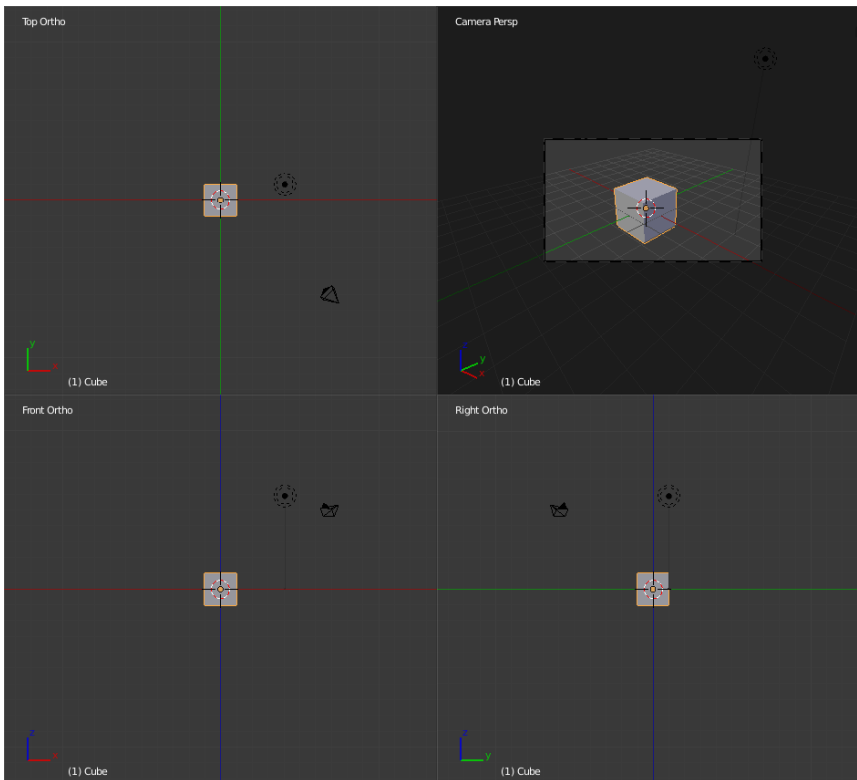 Top Ortho
y
x
(1) Cube
Camera Persp
z
y
x
(1) Cube
Front Ortho
z
x
(1) Cube
Right Ortho
z
y
(1) Cube